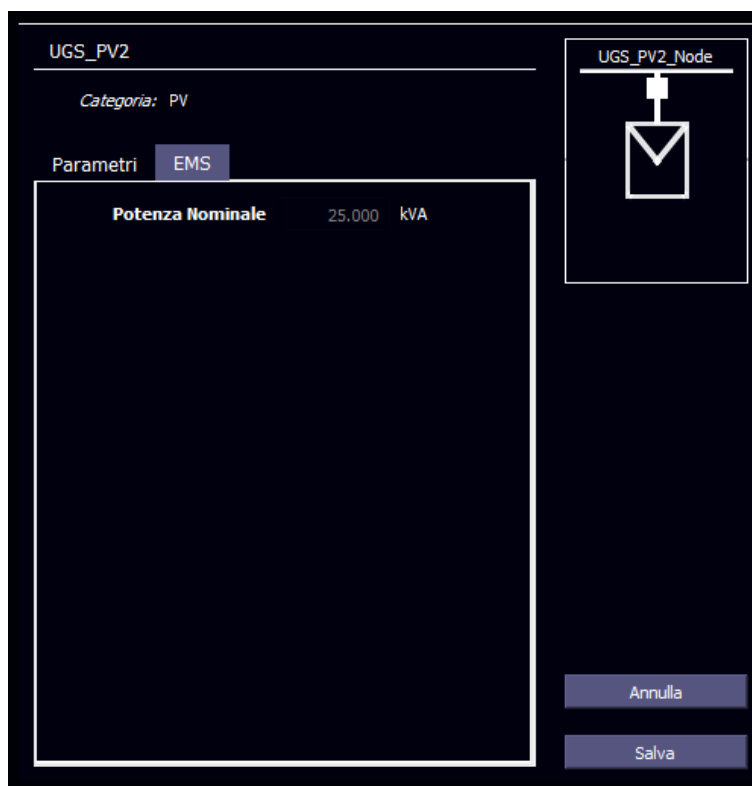 UGS_PV2
Categoria: PV
Parametri EMS
Potenza Nominale 25.000 kVA
UGS_PV2_Node
Annulla
Salva